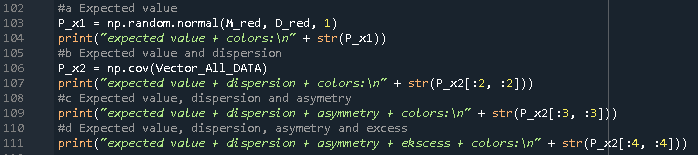 102 #a Expected value
103 P_x1 = np.random.normal(M_red, D_red, 1)
104 print("expected value + colors:\n" + str(P_x1))
105 #b Expected value and dispersion
106 P_x2 = np.cov(Vector_All_DATA)
107 print("expected value + dispersion + colors:\n" + str(P_x2[:2, :2]))
108 #c Expected value, dispersion and asymetry
109 print("expected value + dispersion + asymmetry + colors:\n" + str(P_x2[:3, :3]))
110 #d Expected value, dispersion, asymetry and excess
111 print("expected value + dispersion + asymmetry + ekscess + colors:\n" + str(P_x2[:4, :4]))